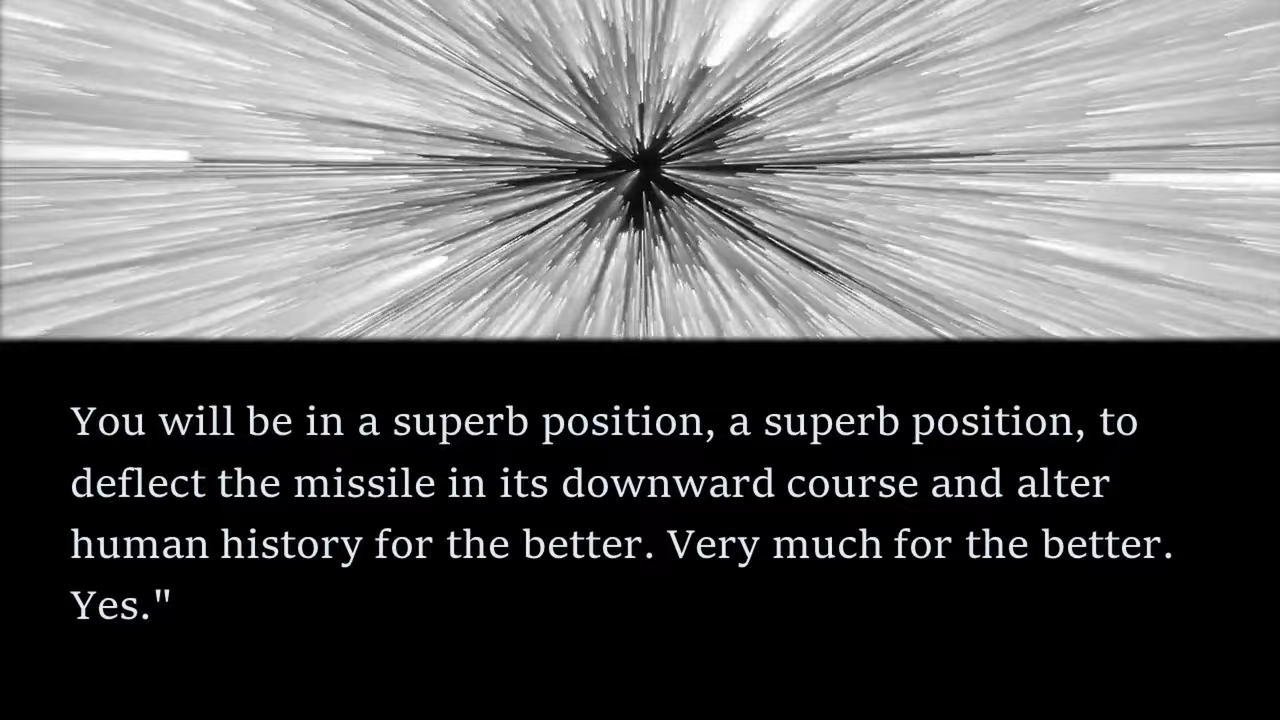 You will be in a superb position, a superb position, to
deflect the missile in its downward course and alter
human history for the better. Very much for the better.
Yes."